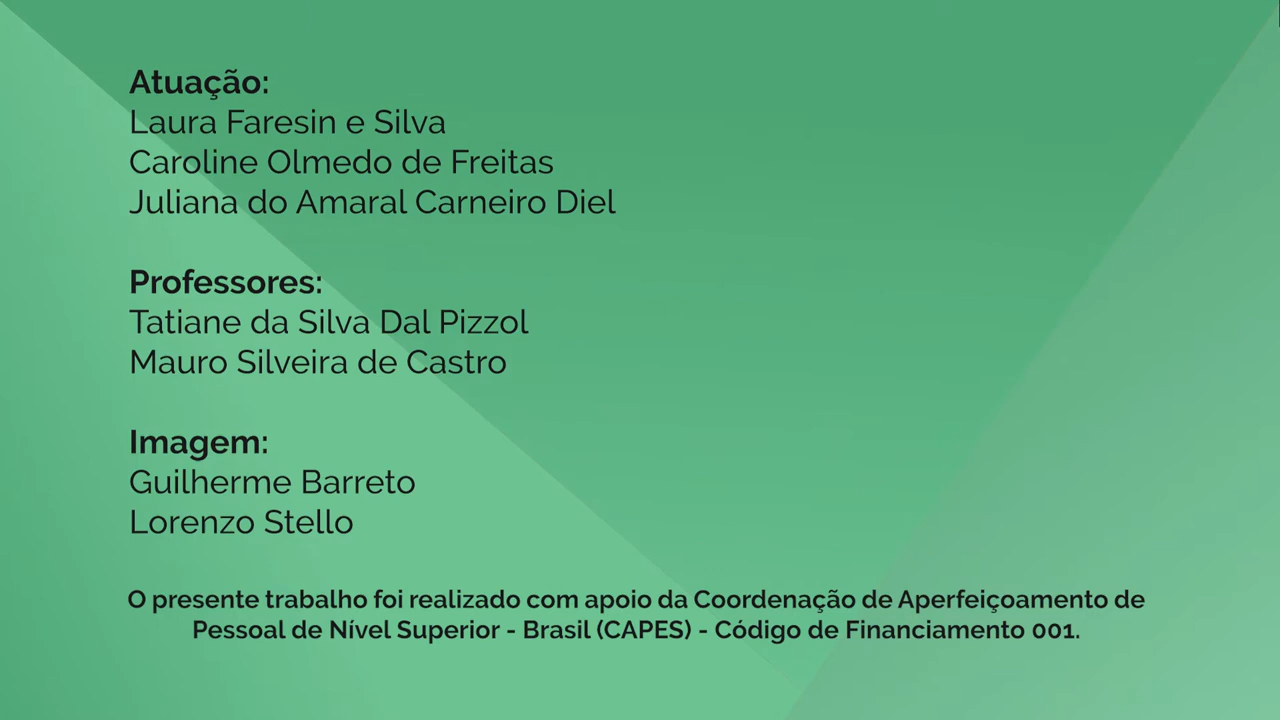 Atuação:
Laura Faresin e Silva
Caroline Olmedo de Freitas
Juliana do Amaral Carneiro Diel
Professores:
Tatiane da Silva Dal Pizzol
Mauro Silveira de Castro
Imagem:
Guilherme Barreto
Lorenzo Stello
O presente trabalho foi realizado com apoio da Coordenação de Aperfeiçoamento de
Pessoal de Nível Superior - Brasil (CAPES) - Código de Financiamento 001.